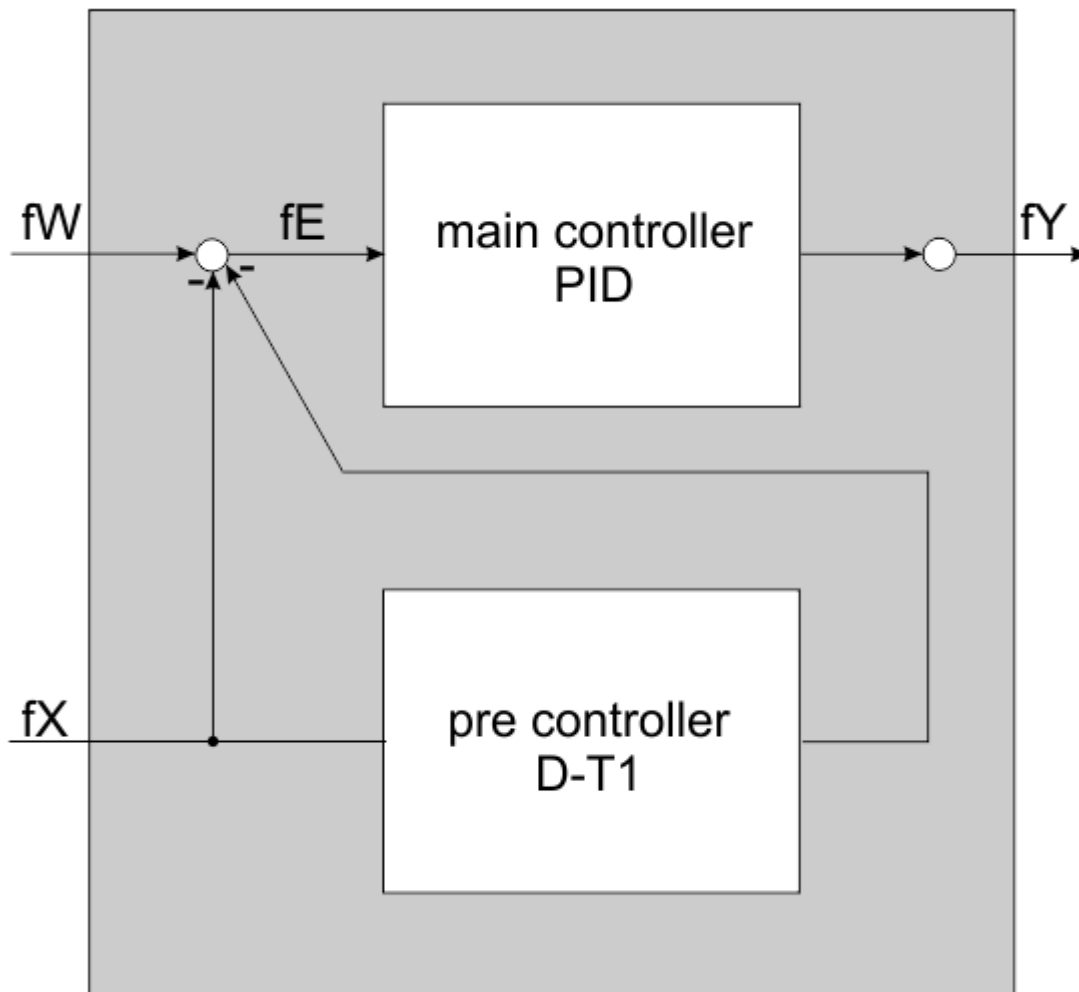 fW
fE
main controller
PID
fY
-
-
fX
pre controller
D-T1